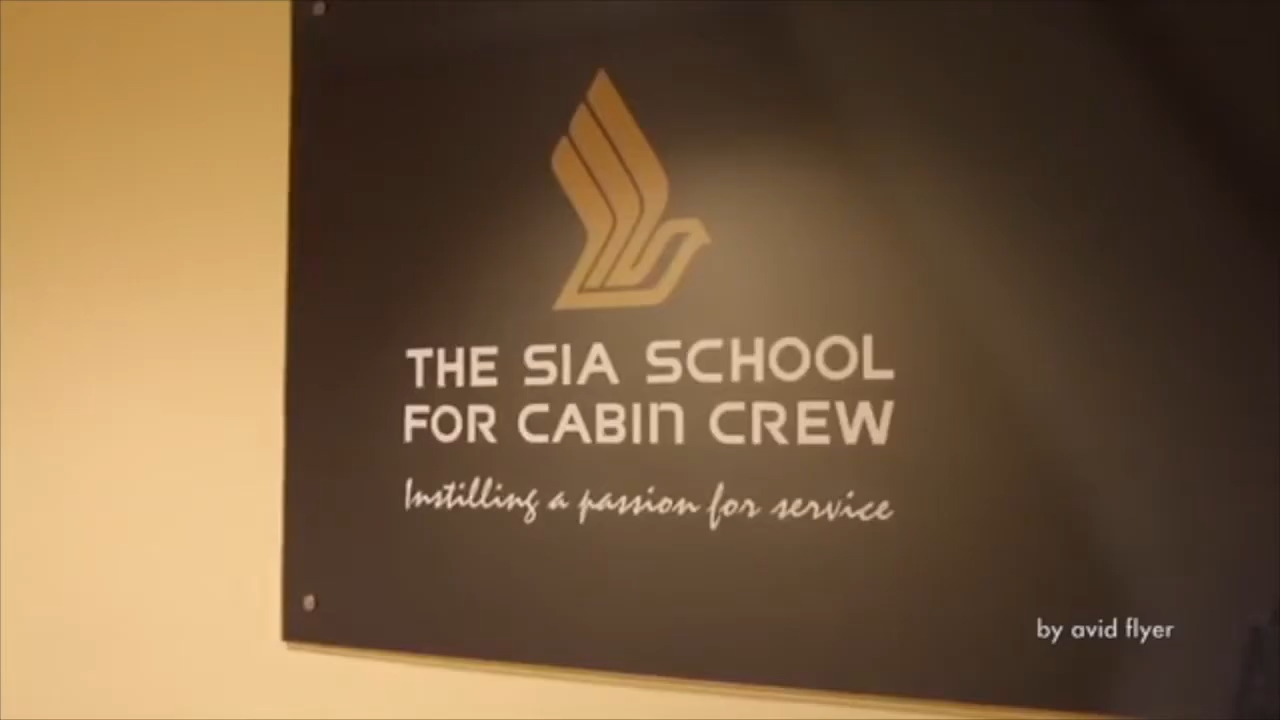 THE SIA SCHOOL
FOR CABIN CREW
Instilling a passion for service
by avid flyer